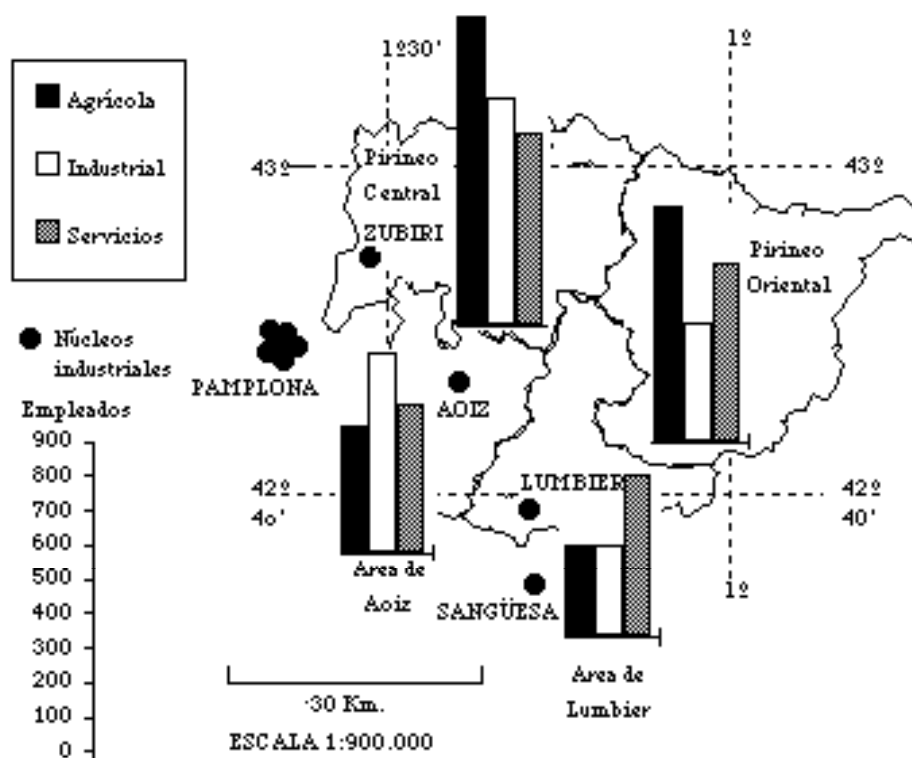 1º30'
1º
Agrícola
Industrial
Servicios
43º
Pirineo
Central
43º
ZUBIRI
Pirineo
Oriental
Núcleos
industriales
PAMPLONA
AOIZ
Empleados
900
800
700
600
500
400
300
200
100
0
42º
4o'
LUMBIER
42º
40'
Area de
Aoiz
SANGÜESA
1º
Area de
Lumbier
30 Km.
ESCALA 1:900.000